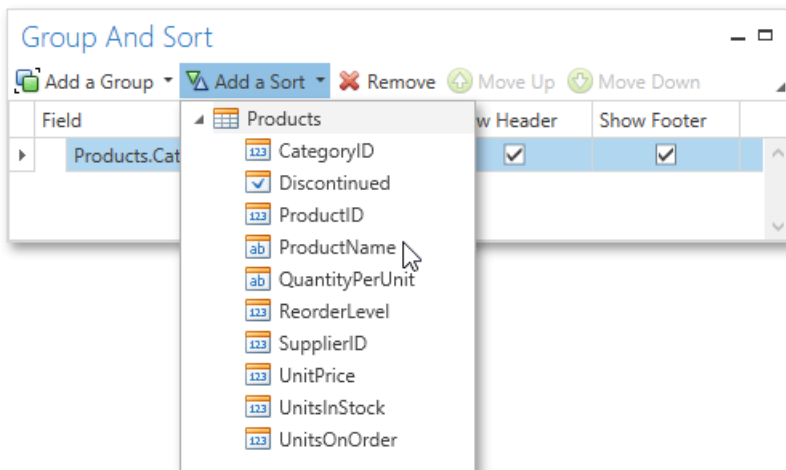 Group And Sort
Add a Group Add a Sort Remove Move Up Move Down
Field w Header Show Footer
Products.Cat
Products
CategoryID
Discontinued
ProductID
ProductName
QuantityPerUnit
ReorderLevel
SupplierID
UnitPrice
UnitsInStock
UnitsOnOrder